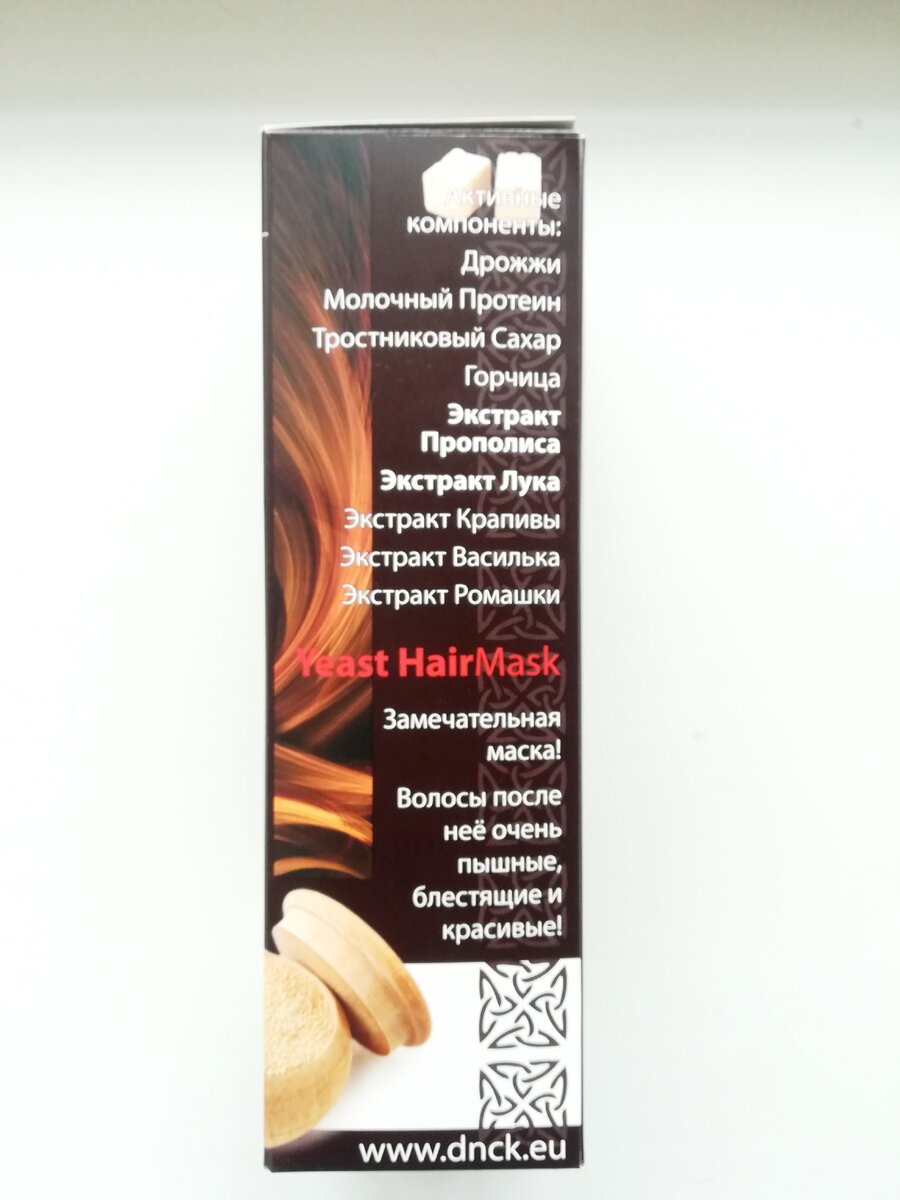 Активные
компоненты:
Дрожжи
Молочный Протеин
Тростниковый Сахар
Горчица
Экстракт
Прополиса
Экстракт Лука
Экстракт Крапивы
Экстракт Василька
Экстракт Ромашки
Yeast HairMask
Замечательная
маска!
Волосы после
неё очень
пышные,
блестящие и
красивые!
www.dnck.eu